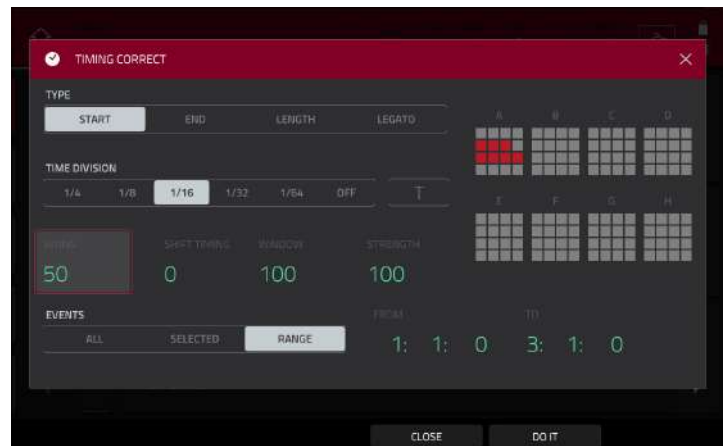 TIMING CORRECT
TYPE
START END LENGTH LEGATO
A B C D
TIME DIVISION
1/4 1/8 1/16 1/32 1/64 OFF T
E F G H
SWING SHIFT TIMING WINDOW STRENGTH
50 0 100 100
EVENTS FROM TO
ALL SELECTED RANGE 1: 1: 0 3: 1: 0
CLOSE DO IT